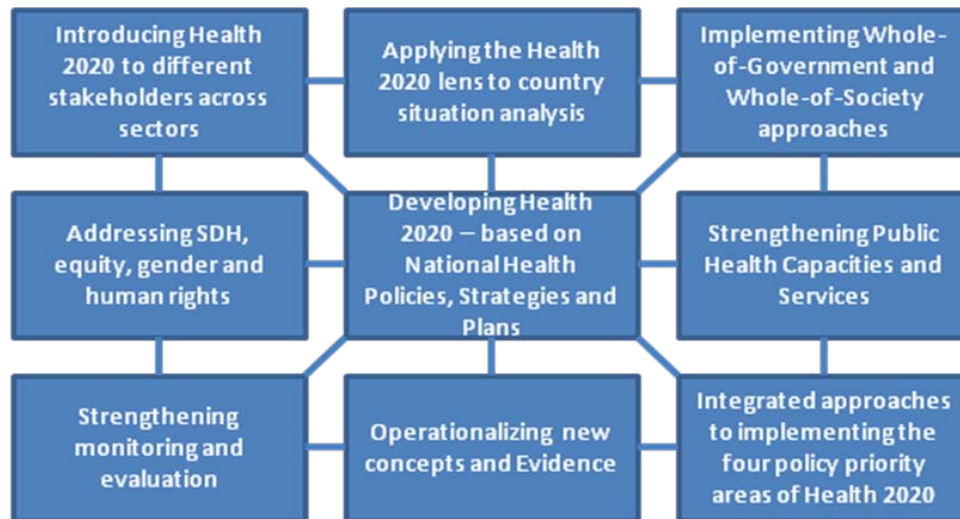 Introducing Health
2020 to different
stakeholders across
sectors
Applying the Health
2020 lens to country
situation analysis
Implementing Whole-
of-Government and
Whole-of-Society
approaches
Addressing SDH,
equity, gender and
human rights
Developing Health
2020 – based on
National Health
Policies, Strategies and
Plans
Strengthening Public
Health Capacities and
Services
Strengthening
monitoring and
evaluation
Operationalizing new
concepts and Evidence
Integrated approaches
to implementing the
four policy priority
areas of Health 2020